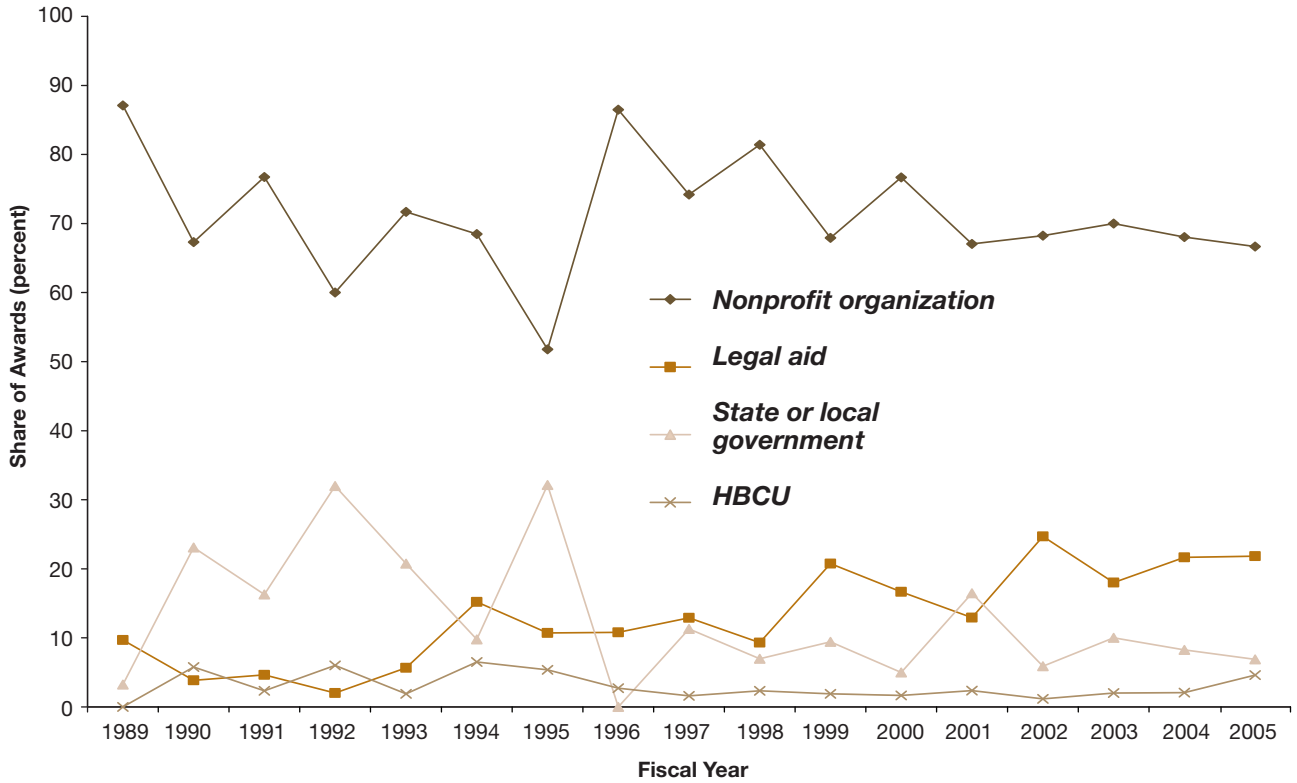 100
90
80
70
60
50
40
30
20
10
0
Share of Awards (percent)
Nonprofit organization
Legal aid
State or local
government
HBCU
1989 1990 1991 1992 1993 1994 1995 1996 1997 1998 1999 2000 2001 2002 2003 2004 2005
Fiscal Year